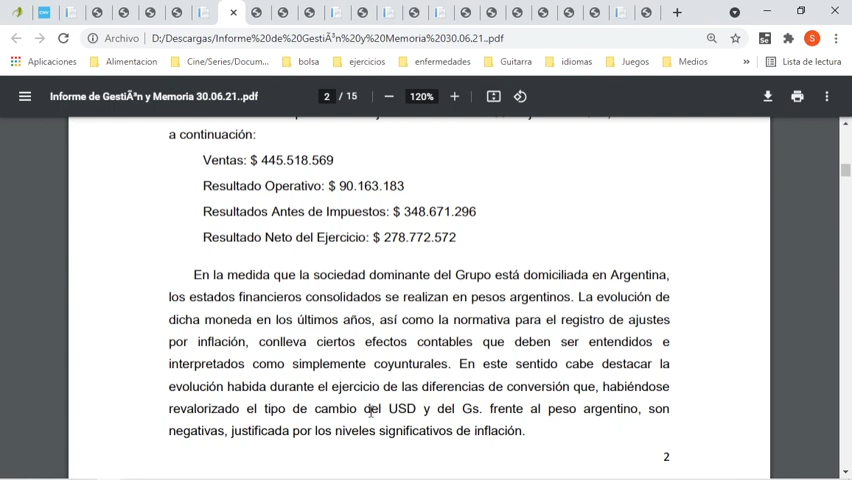 Archivo
D:/Descargas/Informe%20de%20GestiÃ³n%20y%20Memoria%2030.06.21..pdf
S
Aplicaciones
Alimentacion
Cine/Series/Docum...
bolsa
ejercicios
enfermedades
Guitarra
idiomas
Juegos
Medios
»
Lista de lectura
Informe de GestiÃ³n y Memoria 30.06.21..pdf
2 / 15
120%
a continuación:
Ventas: $ 445.518.569
Resultado Operativo: $ 90.163.183
Resultados Antes de Impuestos: $ 348.671.296
Resultado Neto del Ejercicio: $ 278.772.572
En la medida que la sociedad dominante del Grupo está domiciliada en Argentina,
los estados financieros consolidados se realizan en pesos argentinos. La evolución de
dicha moneda en los últimos años, así como la normativa para el registro de ajustes
por inflación, conlleva ciertos efectos contables que deben ser entendidos e
interpretados como simplemente coyunturales. En este sentido cabe destacar la
evolución habida durante el ejercicio de las diferencias de conversión que, habiéndose
revalorizado el tipo de cambio del USD y del Gs. frente al peso argentino, son
negativas, justificada por los niveles significativos de inflación.
2